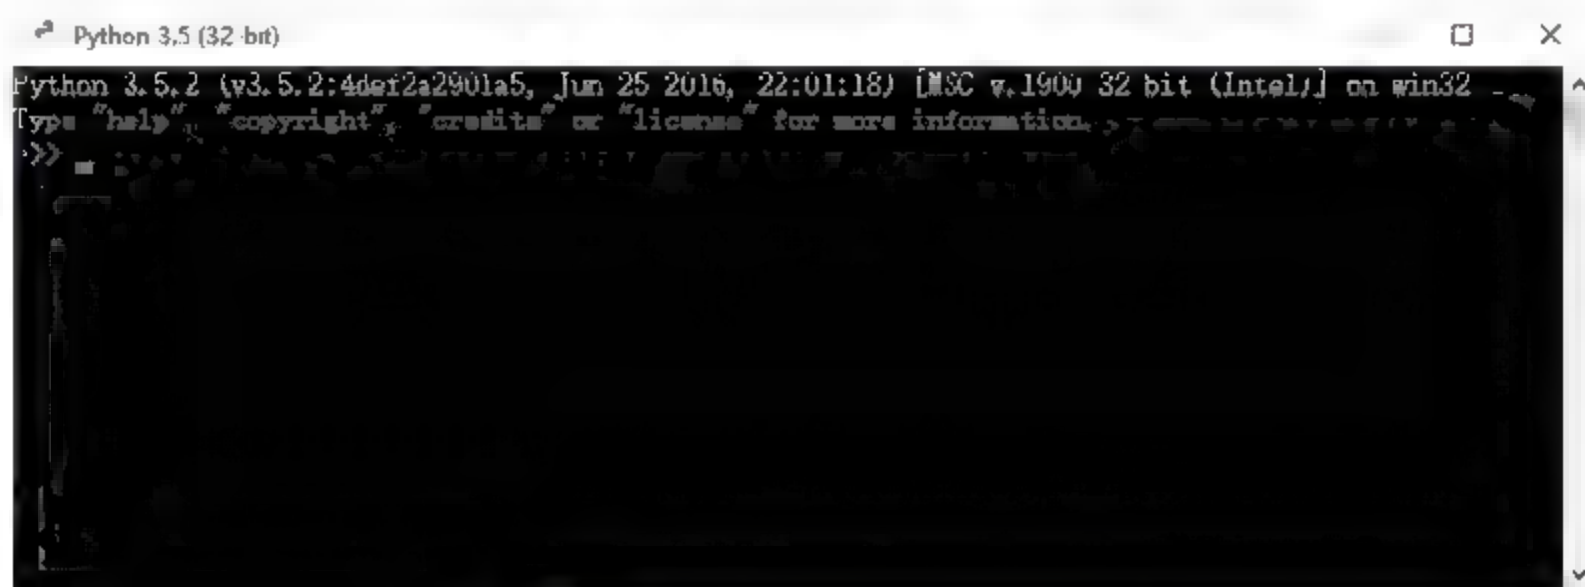 Python 3.5 (32-bit)
Python 3.5.2 (v3.5.2:4def2a2901a5, Jun 25 2016, 22:01:18) [MSC v.1900 32 bit (Intel)] on win32
Type "help", "copyright", "credits" or "license" for more information.
>>> _